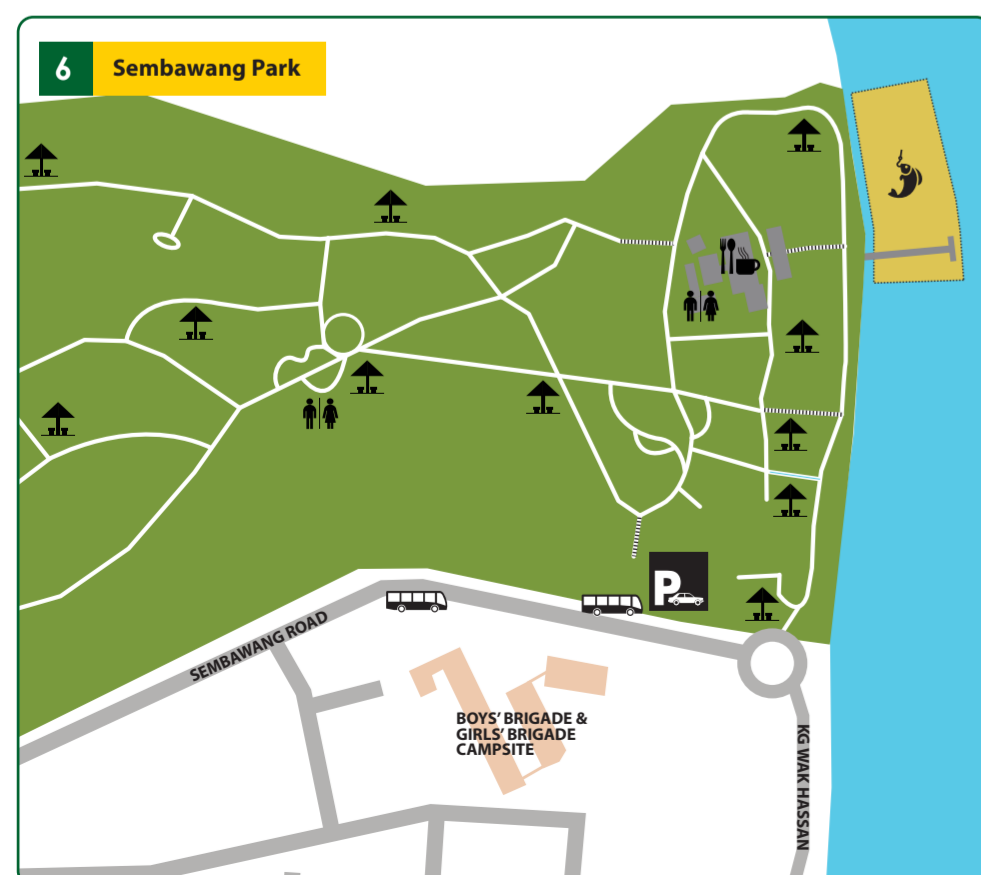 6 Sembawang Park
P
SEMBAWANG ROAD
BOYS' BRIGADE &
GIRLS' BRIGADE
CAMPSITE
KG WAK HASSAN